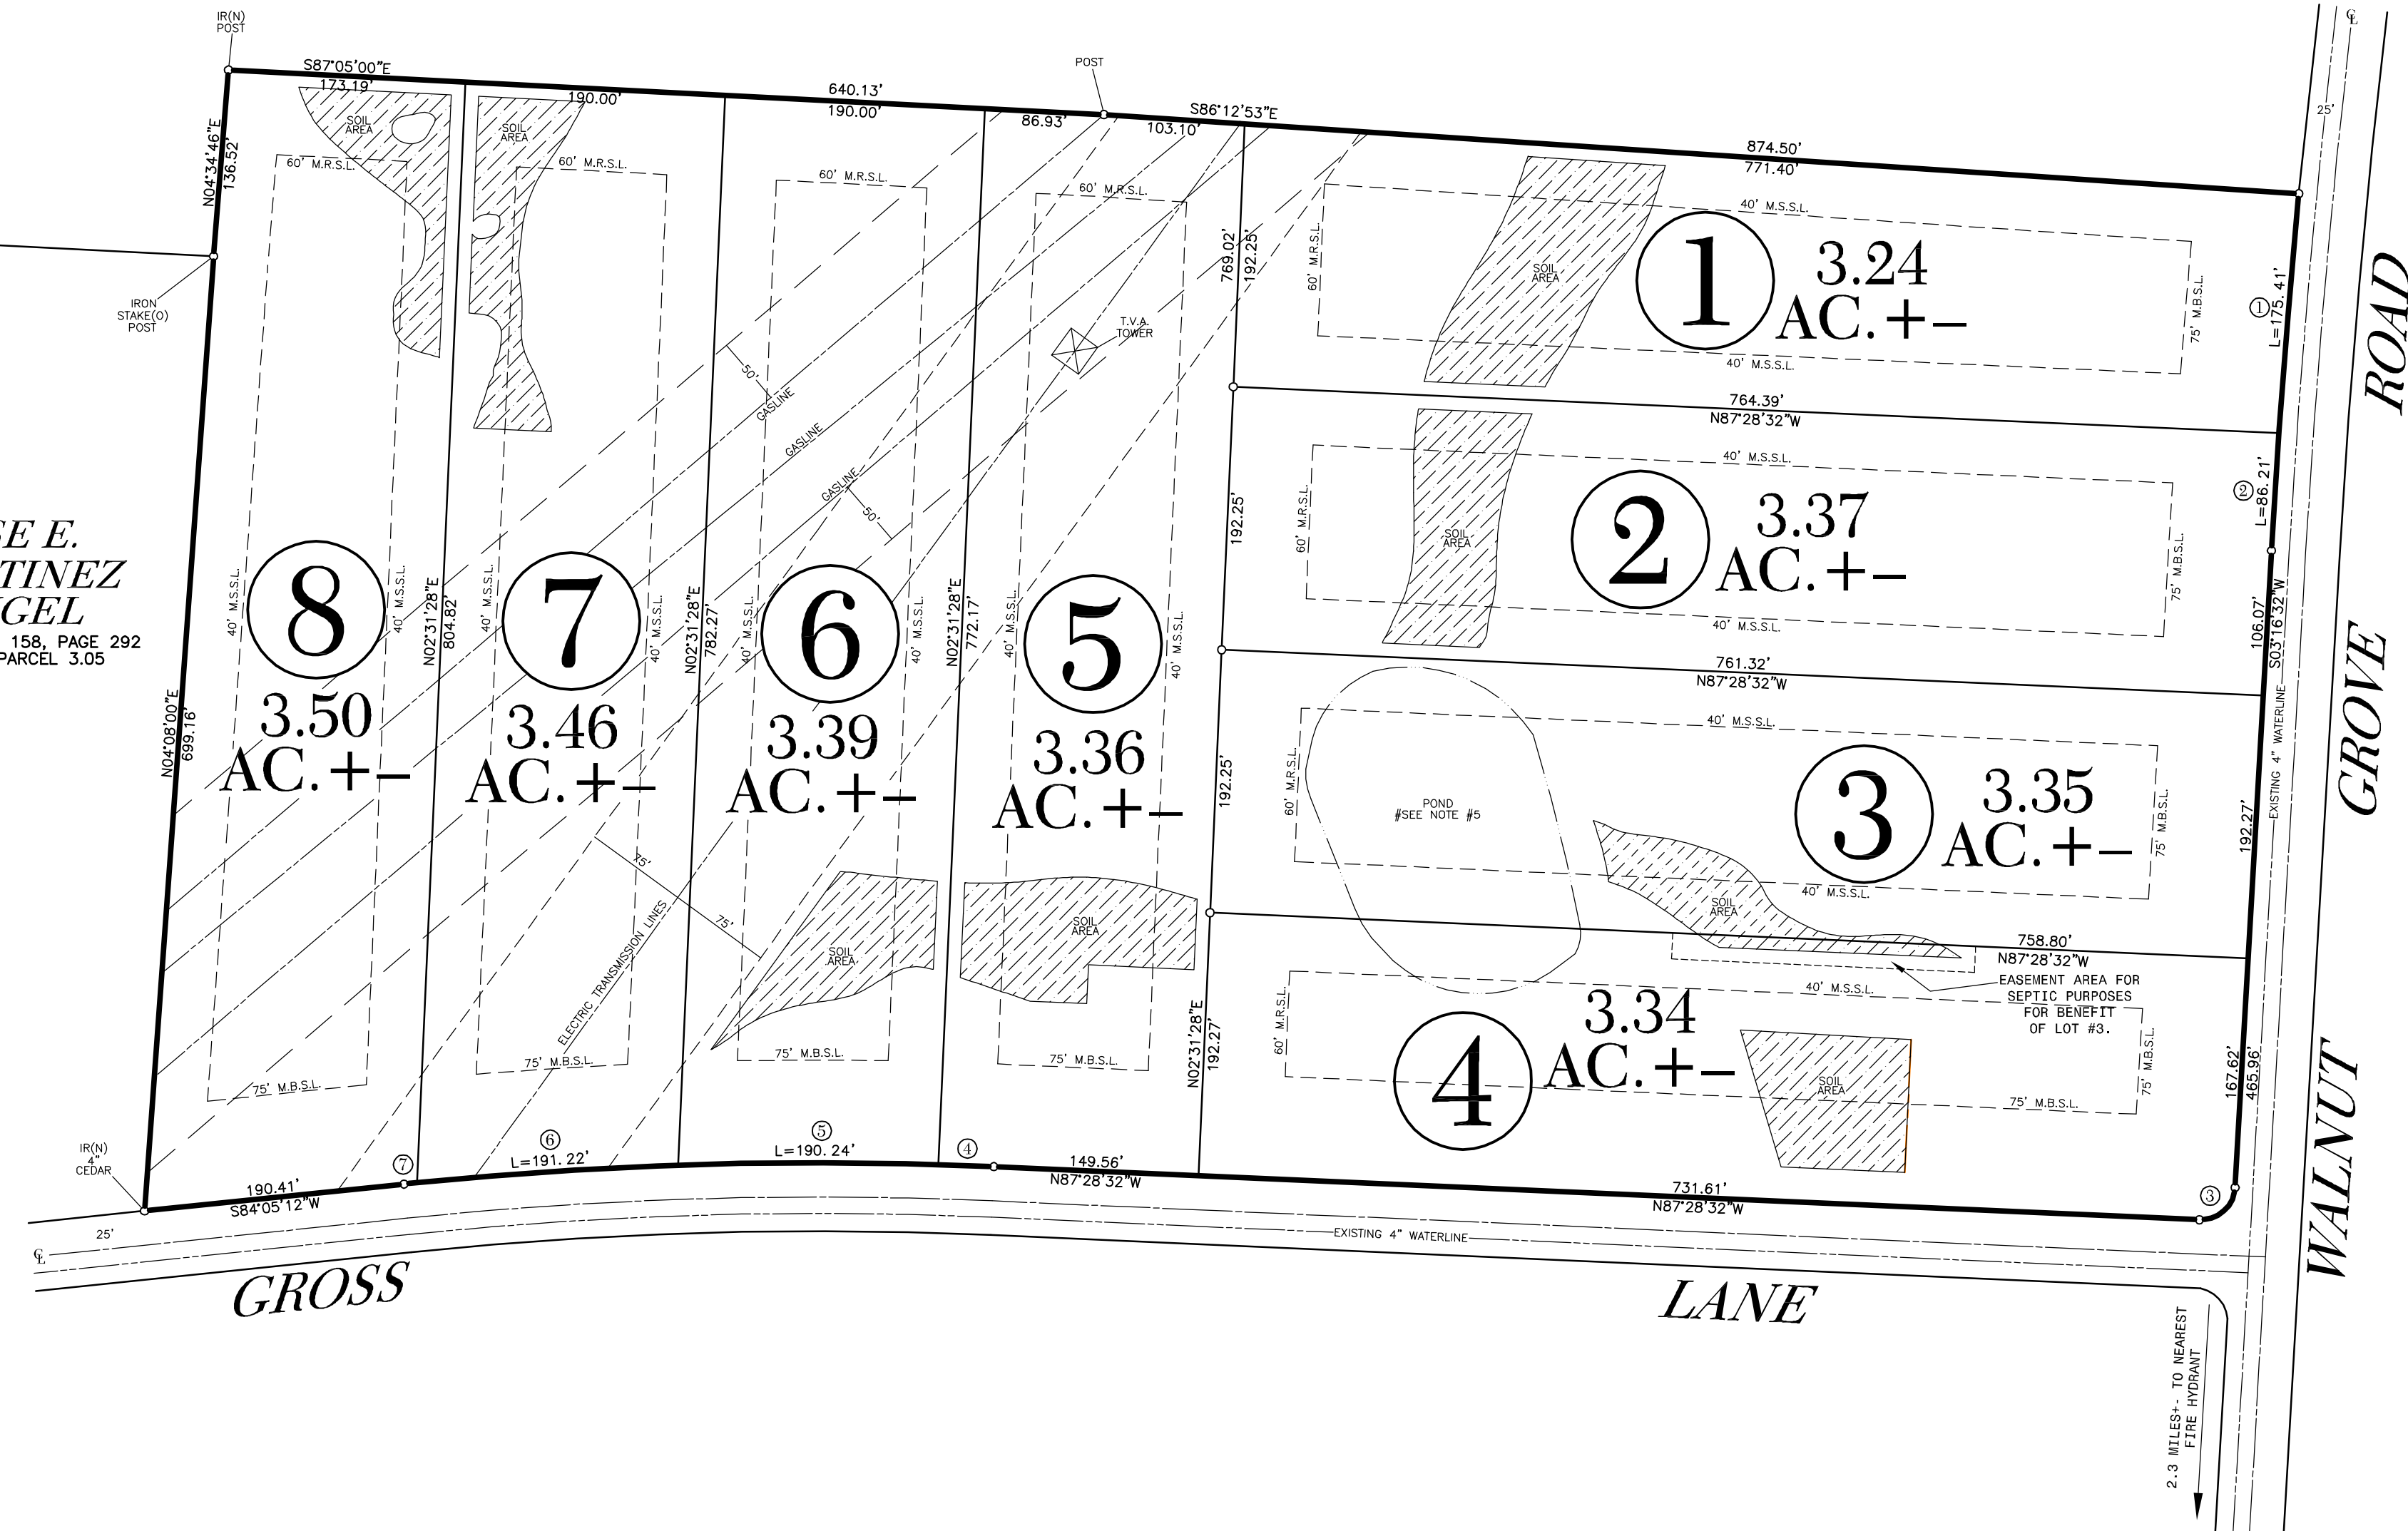 IR(N)
POST
S87°05'00"E
173.19'
190.00'
640.13'
190.00'
86.93'
POST
103.10'
S86°12'53"E
874.50'
771.40'
25'
℄
N04°34'46"E
136.52'
IRON
STAKE(O)
POST
SOIL
AREA
60' M.R.S.L.
SOIL
AREA
60' M.R.S.L.
60' M.R.S.L.
60' M.R.S.L.
T.V.A.
TOWER
50'
GASLINE
GASLINE
GASLINE
50'
769.02'
192.25'
60' M.R.S.L.
40' M.S.S.L.
SOIL
AREA
1
3.24
AC.+−
40' M.S.S.L.
75' M.B.S.L.
1
L=175.41'
764.39'
N87°28'32"W
192.25'
60' M.R.S.L.
40' M.S.S.L.
SOIL
AREA
2
3.37
AC.+−
40' M.S.S.L.
75' M.B.S.L.
2
L=86.21'
106.07'
S03°16'32"W
761.32'
N87°28'32"W
192.25'
60' M.R.S.L.
40' M.S.S.L.
POND
#SEE NOTE #5
3
3.35
AC.+−
40' M.S.S.L.
SOIL
AREA
75' M.B.S.L.
192.27'
EXISTING 4" WATERLINE
758.80'
N87°28'32"W
EASEMENT AREA FOR
SEPTIC PURPOSES
FOR BENEFIT
OF LOT #3.
N02°31'28"E
192.27'
60' M.R.S.L.
40' M.S.S.L.
4
3.34
AC.+−
SOIL
AREA
75' M.B.S.L.
75' M.B.S.L.
167.62'
465.96'
3
SE E.
TINEZ
GEL
158, PAGE 292
PARCEL 3.05
N04°08'00"E
699.16'
40' M.S.S.L.
8
3.50
AC.+−
40' M.S.S.L.
75' M.B.S.L.
N02°31'28"E
804.82'
40' M.S.S.L.
7
3.46
AC.+−
40' M.S.S.L.
75' M.B.S.L.
75'
75'
ELECTRIC TRANSMISSION LINES
N02°31'28"E
782.27'
40' M.S.S.L.
6
3.39
AC.+−
40' M.S.S.L.
SOIL
AREA
75' M.B.S.L.
N02°31'28"E
772.17'
40' M.S.S.L.
5
3.36
AC.+−
40' M.S.S.L.
SOIL
AREA
75' M.B.S.L.
IR(N)
4"
CEDAR
190.41'
S84°05'12"W
7
6
L=191.22'
5
L=190.24'
4
149.56'
N87°28'32"W
731.61'
N87°28'32"W
25'
℄
EXISTING 4" WATERLINE
GROSS
LANE
WALNUT
GROVE
ROAD
2.3 MILES+- TO NEAREST
FIRE HYDRANT